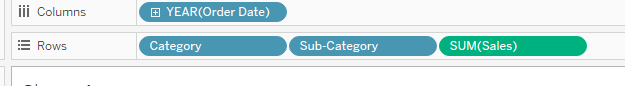 Columns YEAR(Order Date)
Rows Category Sub-Category SUM(Sales)